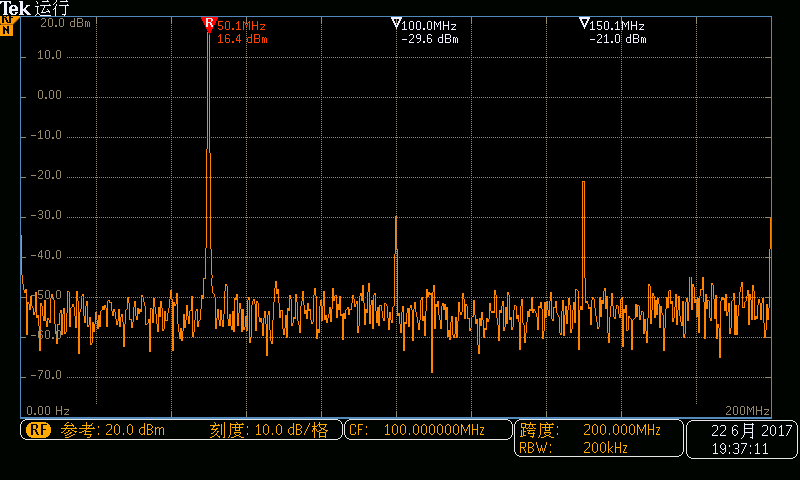 Tek 运行
RF
N
20.0 dBm
R 50.1MHz
16.4 dBm
100.0MHz
-29.6 dBm
150.1MHz
-21.0 dBm
10.0
0.00
-10.0
-20.0
-30.0
-40.0
-50.0
-60.0
-70.0
0.00 Hz
200MHz
RF 参考: 20.0 dBm 刻度: 10.0 dB/格
CF: 100.000000MHz
跨度: 200.000MHz
RBW: 200kHz
22 6月 2017
19:37:11